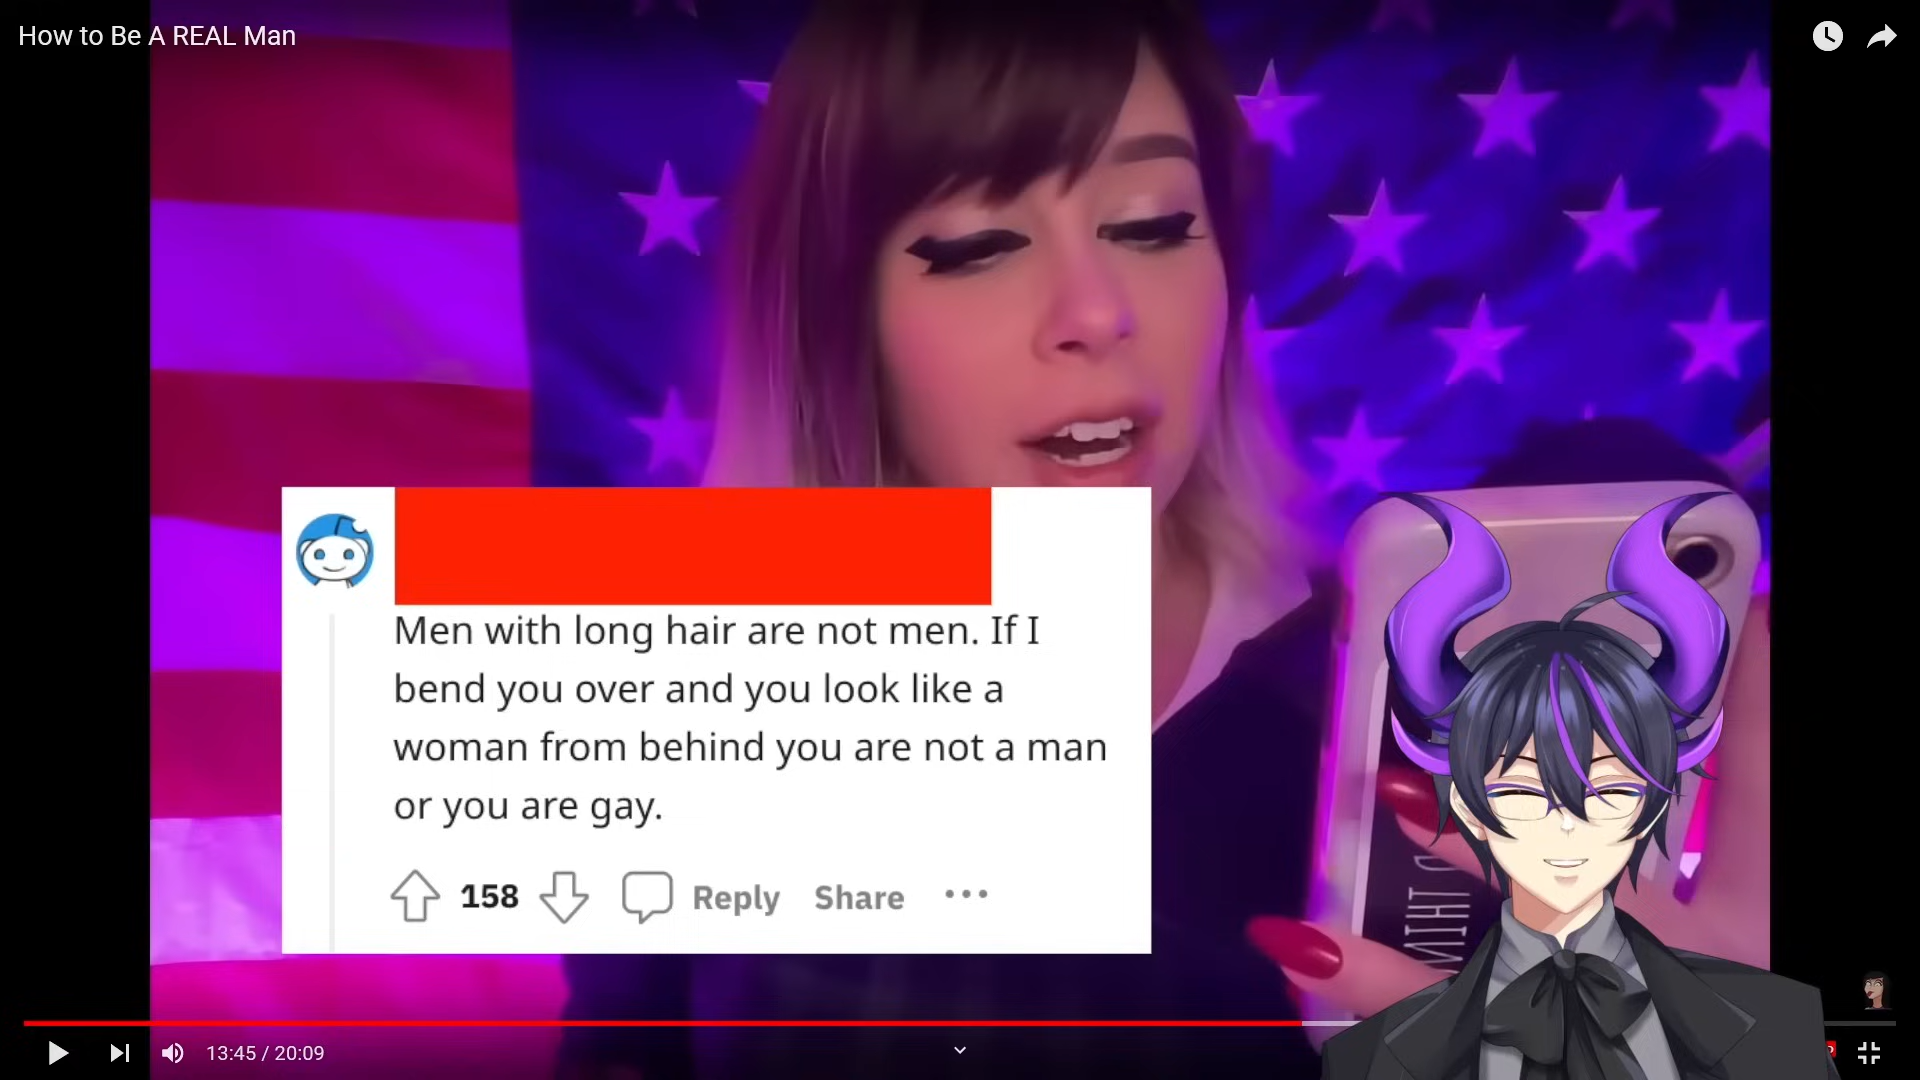 How to Be A REAL Man
Men with long hair are not men. If I
bend you over and you look like a
woman from behind you are not a man
or you are gay.
158 Reply Share
13:45 / 20:09